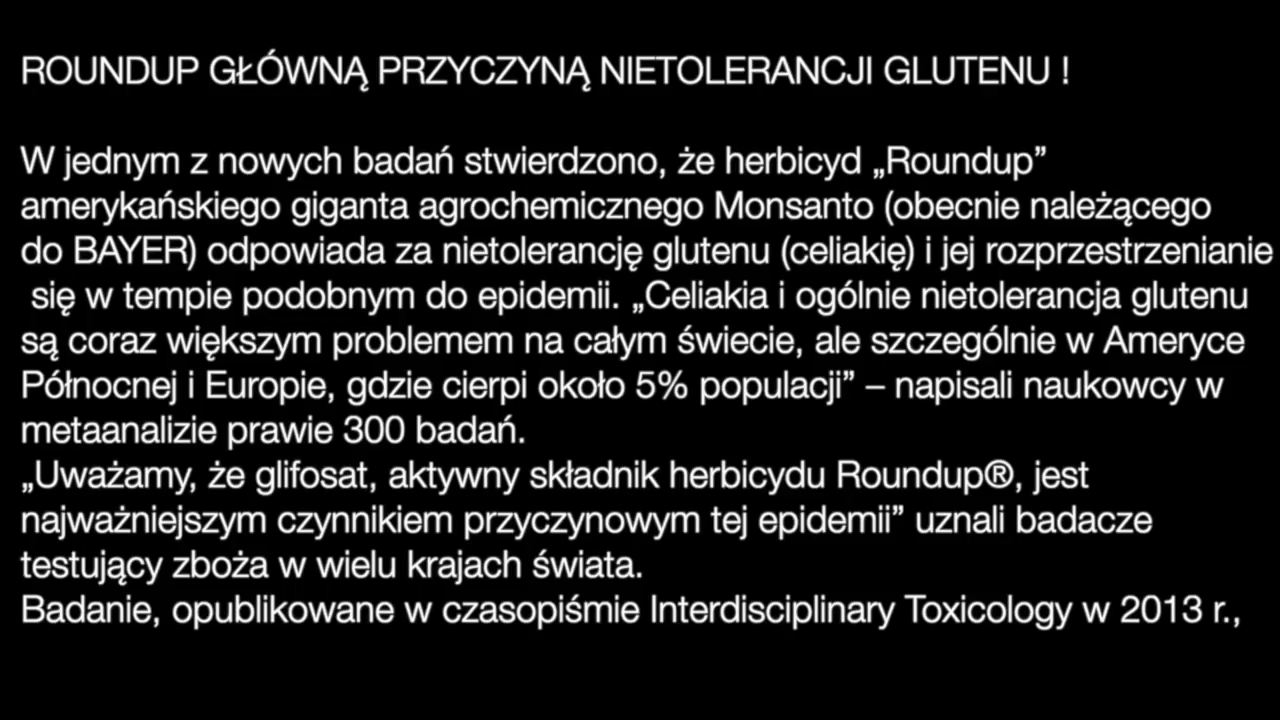 ROUNDUP GŁÓWNĄ PRZYCZYNĄ NIETOLERANCJI GLUTENU !
W jednym z nowych badań stwierdzono, że herbicyd „Roundup”
amerykańskiego giganta agrochemicznego Monsanto (obecnie należącego
do BAYER) odpowiada za nietolerancję glutenu (celiakię) i jej rozprzestrzenianie
się w tempie podobnym do epidemii. „Celiakia i ogólnie nietolerancja glutenu
są coraz większym problemem na całym świecie, ale szczególnie w Ameryce
Północnej i Europie, gdzie cierpi około 5% populacji” – napisali naukowcy w
metaanalizie prawie 300 badań.
„Uważamy, że glifosat, aktywny składnik herbicydu Roundup®, jest
najważniejszym czynnikiem przyczynowym tej epidemii” uznali badacze
testujący zboża w wielu krajach świata.
Badanie, opublikowane w czasopiśmie Interdisciplinary Toxicology w 2013 r.,